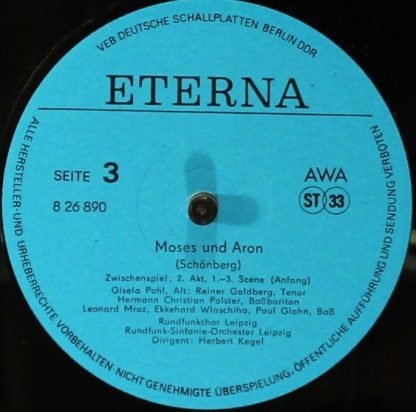 VEB DEUTSCHE SCHALLPLATTEN BERLIN DDR
ETERNA
SEITE 3
AWA
8 26 890
ST 33
Moses und Aron
(Schönberg)
Zwischenspiel; 2. Akt, 1.—3. Szene (Anfang)
Gisela Pohl, Alt; Reiner Goldberg, Tenor
Hermann Christian Polster, Baßbariton
Leonard Mroz, Ekkehard Wlaschiha, Paul Glahn, Baß
Rundfunkchor Leipzig
Rundfunk-Sinfonie-Orchester Leipzig
Dirigent: Herbert Kegel
ALLE HERSTELLER-UND URHEBERRECHTE VORBEHALTEN NICHT GENEHMIGTE ÜBERSPIELUNG, ÖFFENTLICHE AUFFÜHRUNG UND SENDUNG VERBOTEN